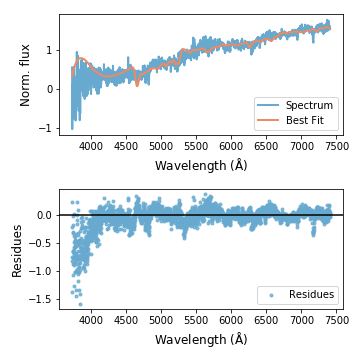 Norm. flux
1
0
−1
Spectrum
Best Fit
4000 4500 5000 5500 6000 6500 7000 7500
Wavelength (Å)
Residues
0.0
−0.5
−1.0
−1.5
Residues
4000 4500 5000 5500 6000 6500 7000 7500
Wavelength (Å)